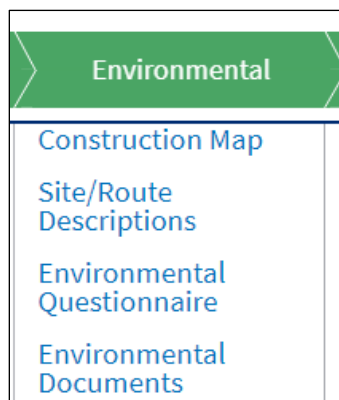 Environmental
Construction Map
Site/Route
Descriptions
Environmental
Questionnaire
Environmental
Documents